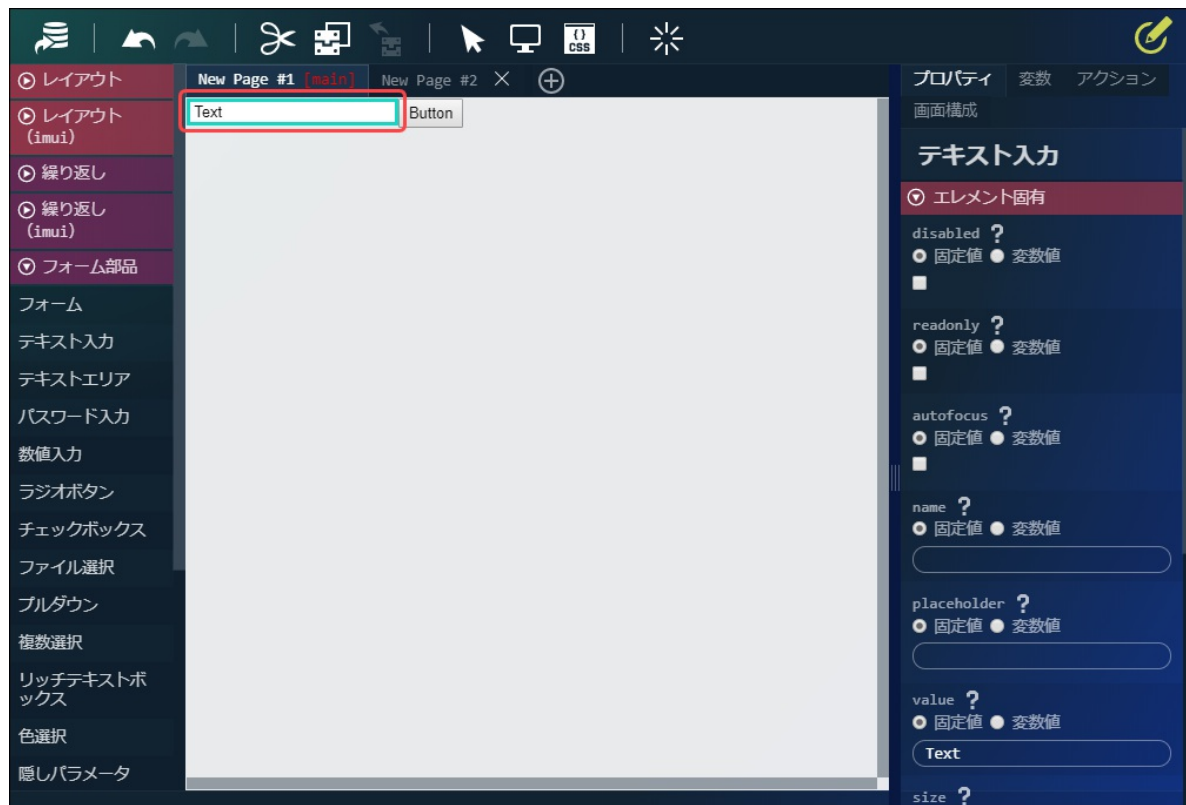 {}
CSS
レイアウト
レイアウト
(imui)
繰り返し
繰り返し
(imui)
フォーム部品
フォーム
テキスト入力
テキストエリア
パスワード入力
数値入力
ラジオボタン
チェックボックス
ファイル選択
プルダウン
複数選択
リッチテキストボ
ックス
色選択
隠しパラメータ
New Page #1 [main] New Page #2
Text Button
プロパティ 変数 アクション
画面構成
テキスト入力
エレメント固有
disabled ?
固定値 変数値
readonly ?
固定値 変数値
autofocus ?
固定値 変数値
name ?
固定値 変数値
placeholder ?
固定値 変数値
value ?
固定値 変数値
Text
size ?